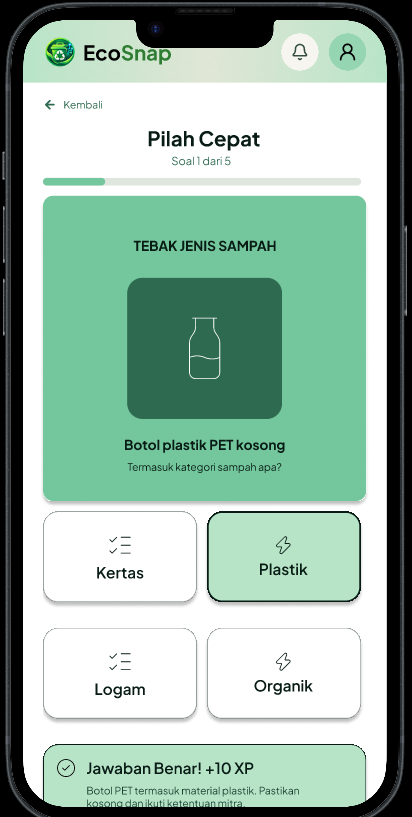 EcoSnap
Kembali
Pilah Cepat
Soal 1 dari 5
TEBAK JENIS SAMPAH
Botol plastik PET kosong
Termasuk kategori sampah apa?
Kertas
Plastik
Logam
Organik
Jawaban Benar! +10 XP
Botol PET termasuk material plastik. Pastikan
kosong dan ikuti ketentuan mitra.